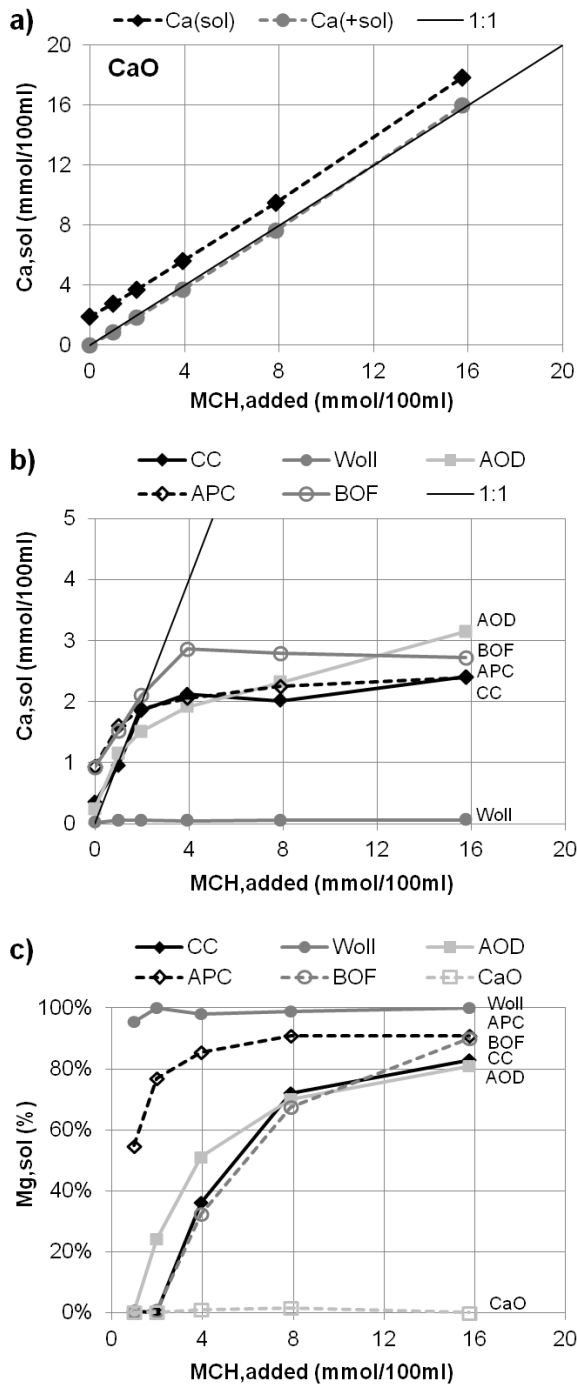 a) Ca(sol) Ca(+sol) 1:1
CaO
20
16
12
8
4
0
Ca,sol (mmol/100ml)
0 4 8 12 16 20
MCH,added (mmol/100ml)
b) CC Woll AOD
APC BOF 1:1
5
4
3
2
1
0
Ca,sol (mmol/100ml)
AOD
BOF
APC
CC
Woll
0 4 8 12 16 20
MCH,added (mmol/100ml)
c) CC Woll AOD
APC BOF CaO
100%
80%
60%
40%
20%
0%
Mg,sol (%)
Woll
APC
BOF
CC
AOD
CaO
0 4 8 12 16 20
MCH,added (mmol/100ml)